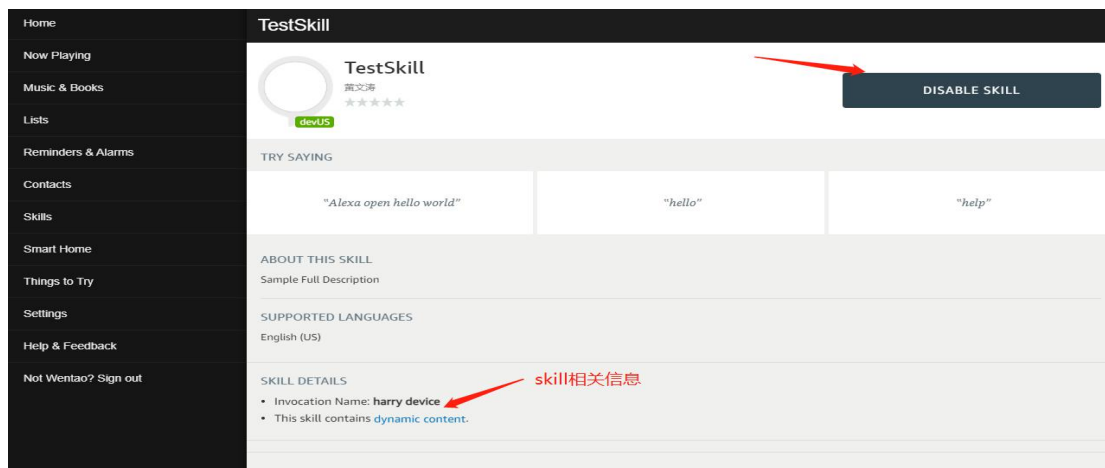 Home
Now Playing
Music & Books
Lists
Reminders & Alarms
Contacts
Skills
Smart Home
Things to Try
Settings
Help & Feedback
Not Wentao? Sign out
TestSkill
TestSkill
黄文涛
devUS
DISABLE SKILL
TRY SAYING
"Alexa open hello world"
"hello"
"help"
ABOUT THIS SKILL
Sample Full Description
SUPPORTED LANGUAGES
English (US)
SKILL DETAILS
skill相关信息
• Invocation Name: harry device
• This skill contains dynamic content.